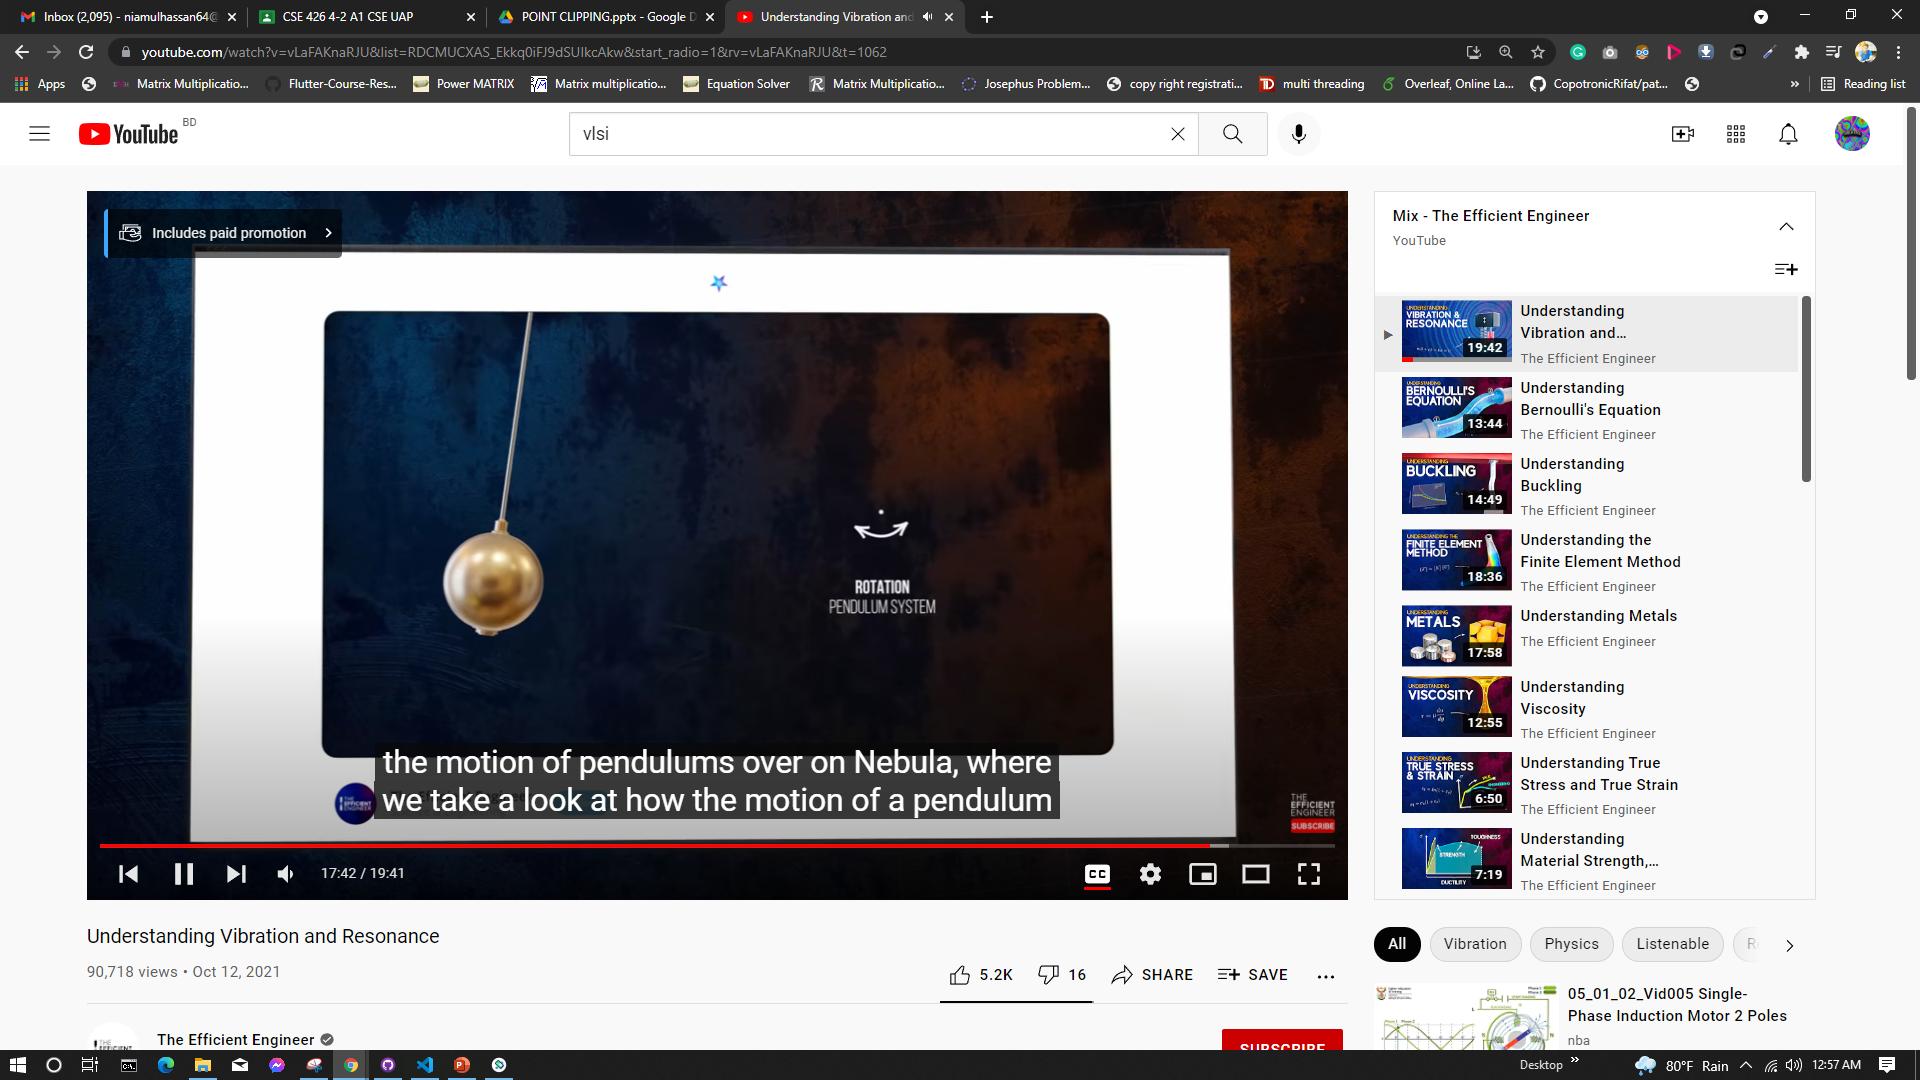 Inbox (2,095) - niamulhassan64@
CSE 426 4-2 A1 CSE UAP
POINT CLIPPING.pptx - Google D
Understanding Vibration and
youtube.com/watch?v=vLaFAKnaRJU&list=RDCMUCXAS_Ekkq0iFJ9dSUIkcAkw&start_radio=1&rv=vLaFAKnaRJU&t=1062
Apps
Matrix Multiplicatio...
Flutter-Course-Res...
Power MATRIX
Matrix multiplicatio...
Equation Solver
Matrix Multiplicatio...
Josephus Problem...
copy right registrati...
multi threading
Overleaf, Online La...
CopotronicRifat/pat...
Reading list
YouTube BD
vlsi
Includes paid promotion
ROTATION
PENDULUM SYSTEM
the motion of pendulums over on Nebula, where
we take a look at how the motion of a pendulum
THE
EFFICIENT
ENGINEER
SUBSCRIBE
17:42 / 19:41
CC
Understanding Vibration and Resonance
90,718 views • Oct 12, 2021
5.2K
16
SHARE
SAVE
The Efficient Engineer
SUBSCRIBE
Mix - The Efficient Engineer
YouTube
UNDERSTANDING
VIBRATION &
RESONANCE
19:42
Understanding
Vibration and...
The Efficient Engineer
UNDERSTANDING
BERNOULLI'S
EQUATION
13:44
Understanding
Bernoulli's Equation
The Efficient Engineer
UNDERSTANDING
BUCKLING
14:49
Understanding
Buckling
The Efficient Engineer
UNDERSTANDING THE
FINITE ELEMENT
METHOD
18:36
Understanding the
Finite Element Method
The Efficient Engineer
UNDERSTANDING
METALS
17:58
Understanding Metals
The Efficient Engineer
UNDERSTANDING
VISCOSITY
12:55
Understanding
Viscosity
The Efficient Engineer
UNDERSTANDING
TRUE STRESS
& STRAIN
6:50
Understanding True
Stress and True Strain
The Efficient Engineer
TOUGHNESS
STRENGTH
DUCTILITY
7:19
Understanding
Material Strength,...
The Efficient Engineer
All
Vibration
Physics
Listenable
05_01_02_Vid005 Single-
Phase Induction Motor 2 Poles
nba
Desktop
80°F Rain
12:57 AM